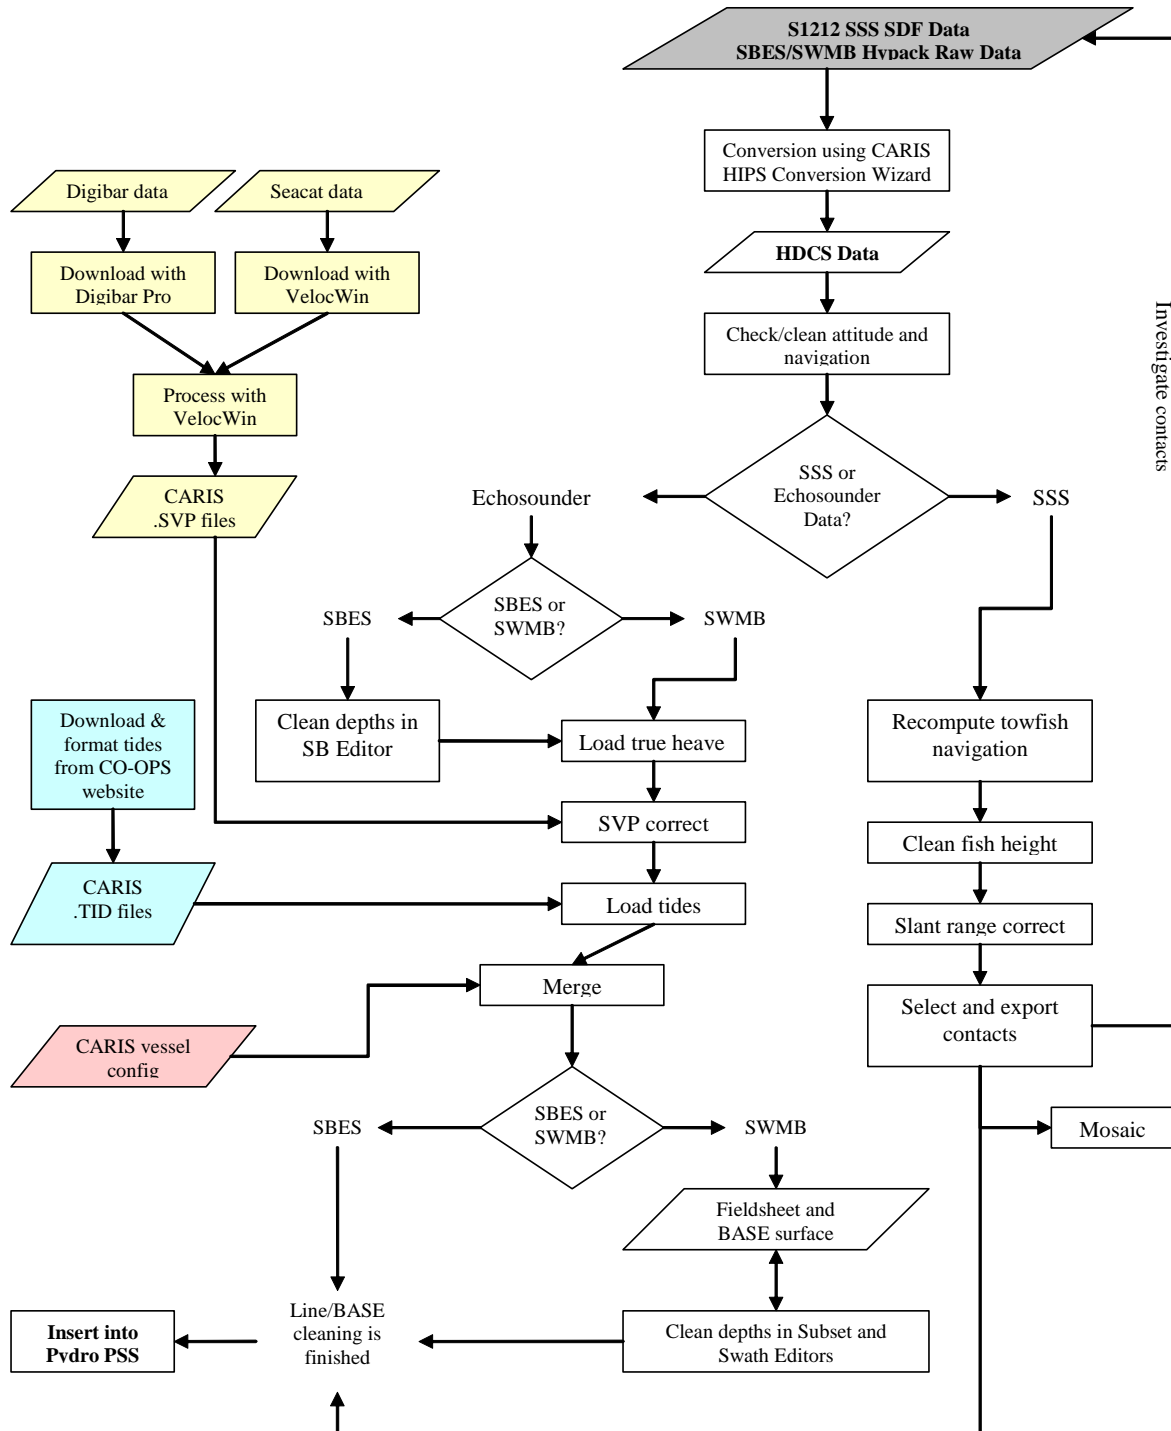 S1212 SSS SDF Data
SBES/SWMB Hypack Raw Data
Conversion using CARIS
HIPS Conversion Wizard
Digibar data
Seacat data
HDCS Data
Download with
Digibar Pro
Download with
VelocWin
Check/clean attitude and
navigation
Investigate contacts
Process with
VelocWin
CARIS
.SVP files
SSS or
Echosounder
Data?
Echosounder
SSS
SBES or
SWMB?
SBES
SWMB
Download &
format tides
from CO-OPS
website
Clean depths in
SB Editor
Load true heave
Recompute towfish
navigation
SVP correct
Clean fish height
CARIS
.TID files
Load tides
Slant range correct
Merge
Select and export
contacts
CARIS vessel
config
SBES or
SWMB?
SBES
SWMB
Mosaic
Fieldsheet and
BASE surface
Line/BASE
cleaning is
finished
Insert into
Pydro PSS
Clean depths in Subset and
Swath Editors